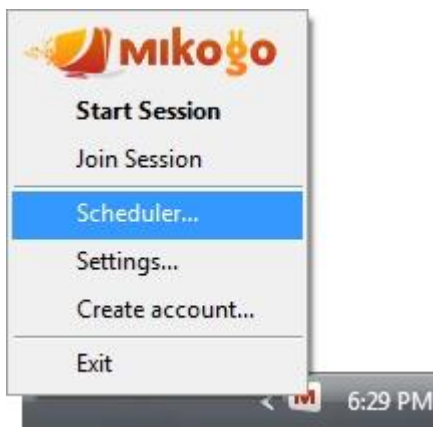 mikogo
Start Session
Join Session
Scheduler...
Settings...
Create account...
Exit
< M 6:29 PM